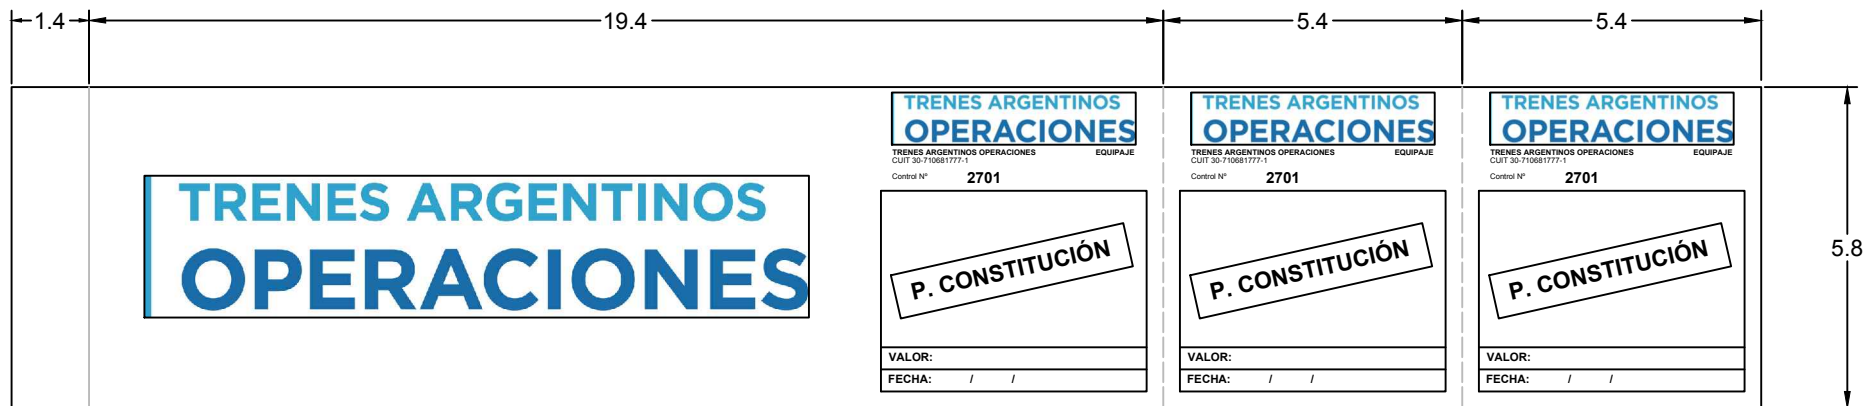 1.4 19.4 5.4 5.4
TRENES ARGENTINOS
OPERACIONES
TRENES ARGENTINOS
OPERACIONES
TRENES ARGENTINOS OPERACIONES EQUIPAJE
CUIT 30-710681777-1
Control Nº 2701
P. CONSTITUCIÓN
VALOR:
FECHA: / /
TRENES ARGENTINOS
OPERACIONES
TRENES ARGENTINOS OPERACIONES EQUIPAJE
CUIT 30-710681777-1
Control Nº 2701
P. CONSTITUCIÓN
VALOR:
FECHA: / /
TRENES ARGENTINOS
OPERACIONES
TRENES ARGENTINOS OPERACIONES EQUIPAJE
CUIT 30-710681777-1
Control Nº 2701
P. CONSTITUCIÓN
VALOR:
FECHA: / /
5.8